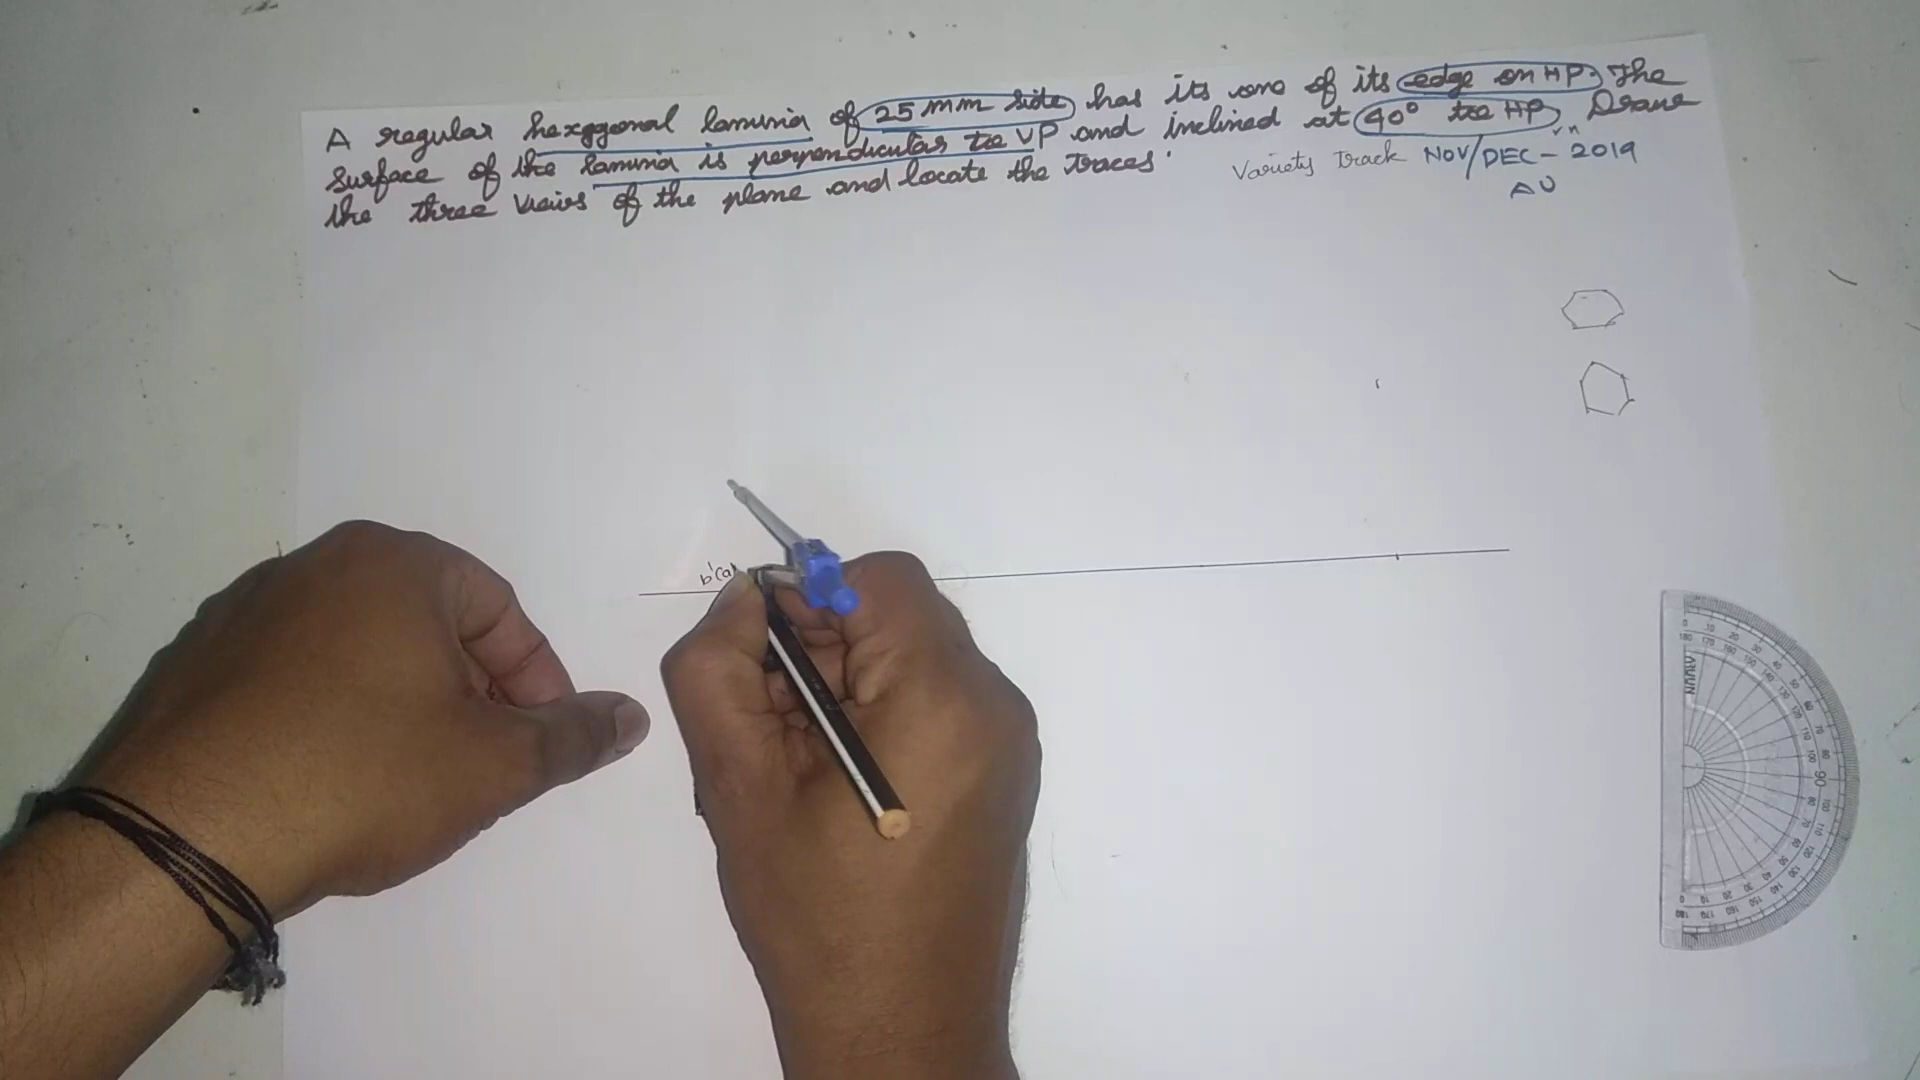 A regular hexggonal lamina of 25 mm side has its one of its edge on HP. The
surface of the lamina is perpendicular to VP and inclined at 40° to HP. Draw
the three views of the plane and locate the traces.
Variety Track NOV/DEC - 2019
AU
b'(a